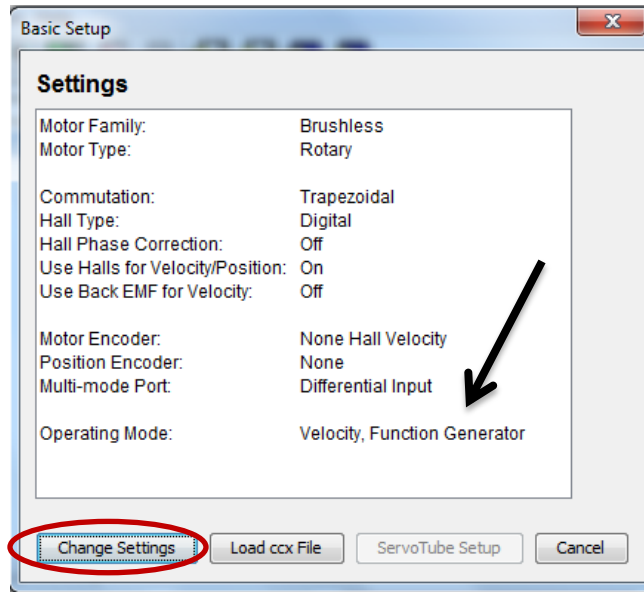 Basic Setup
Settings
Motor Family: Brushless
Motor Type: Rotary
Commutation: Trapezoidal
Hall Type: Digital
Hall Phase Correction: Off
Use Halls for Velocity/Position: On
Use Back EMF for Velocity: Off
Motor Encoder: None Hall Velocity
Position Encoder: None
Multi-mode Port: Differential Input
Operating Mode: Velocity, Function Generator
Change Settings Load ccx File ServoTube Setup Cancel